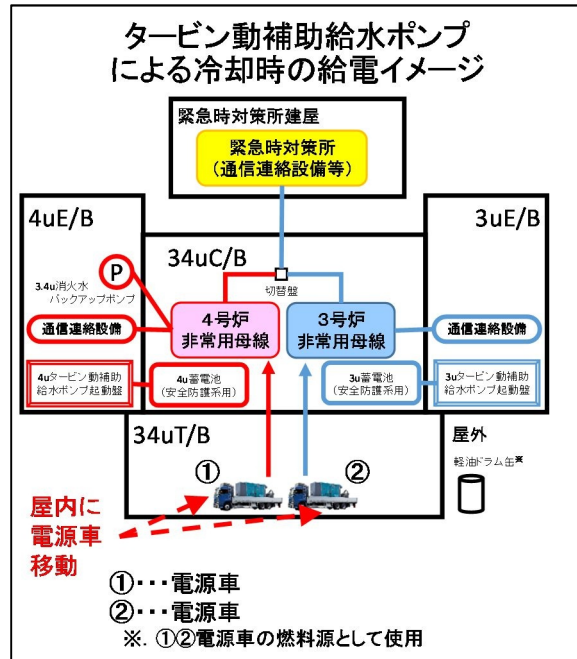 タービン動補助給水ポンプ
による冷却時の給電イメージ
緊急時対策所建屋
緊急時対策所
（通信連絡設備等）
4uE/B
3uE/B
34uC/B
P
3.4u消火水
バックアップポンプ
切替盤
通信連絡設備
4号炉
非常用母線
3号炉
非常用母線
通信連絡設備
4uタービン動補助
給水ポンプ起動盤
4u蓄電池
（安全防護系用）
3u蓄電池
（安全防護系用）
3uタービン動補助
給水ポンプ起動盤
34uT/B
屋外
① ②
軽油ドラム缶※
屋内に
電源車
移動
①・・・電源車
②・・・電源車
※. ①②電源車の燃料源として使用